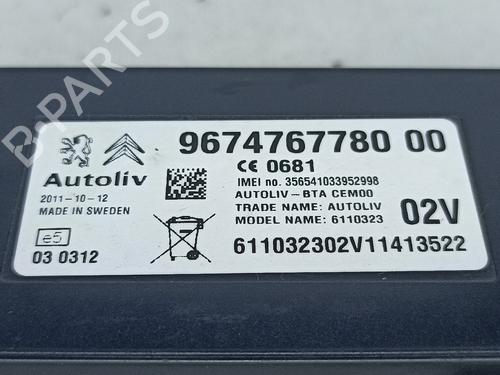 9674767780 00
CE 0681
IMEI no. 356541033952998
AUTOLIV-BTA CEM00
TRADE NAME: AUTOLIV
MODEL NAME: 6110323
02V
611032302V11413522
Autoliv
2011-10-12
MADE IN SWEDEN
e5
03 0312
B-PARTS
B-PARTS